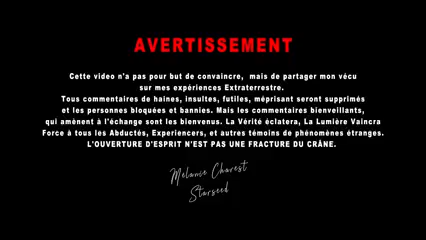 AVERTISSEMENT
Cette video n'a pas pour but de convaincre, mais de partager mon vécu
sur mes expériences Extraterrestre.
Tous commentaires de haines, insultes, futiles, méprisant seront supprimés
et les personnes bloquées et bannies. Mais les commentaires bienveillants,
qui amènent à l'échange sont les bienvenus. La Vérité éclatera, La Lumière Vaincra
Force à tous les Abductés, Experiencers, et autres témoins de phénomènes étranges.
L'OUVERTURE D'ESPRIT N'EST PAS UNE FRACTURE DU CRÂNE.
Melanie Charest
Starseed